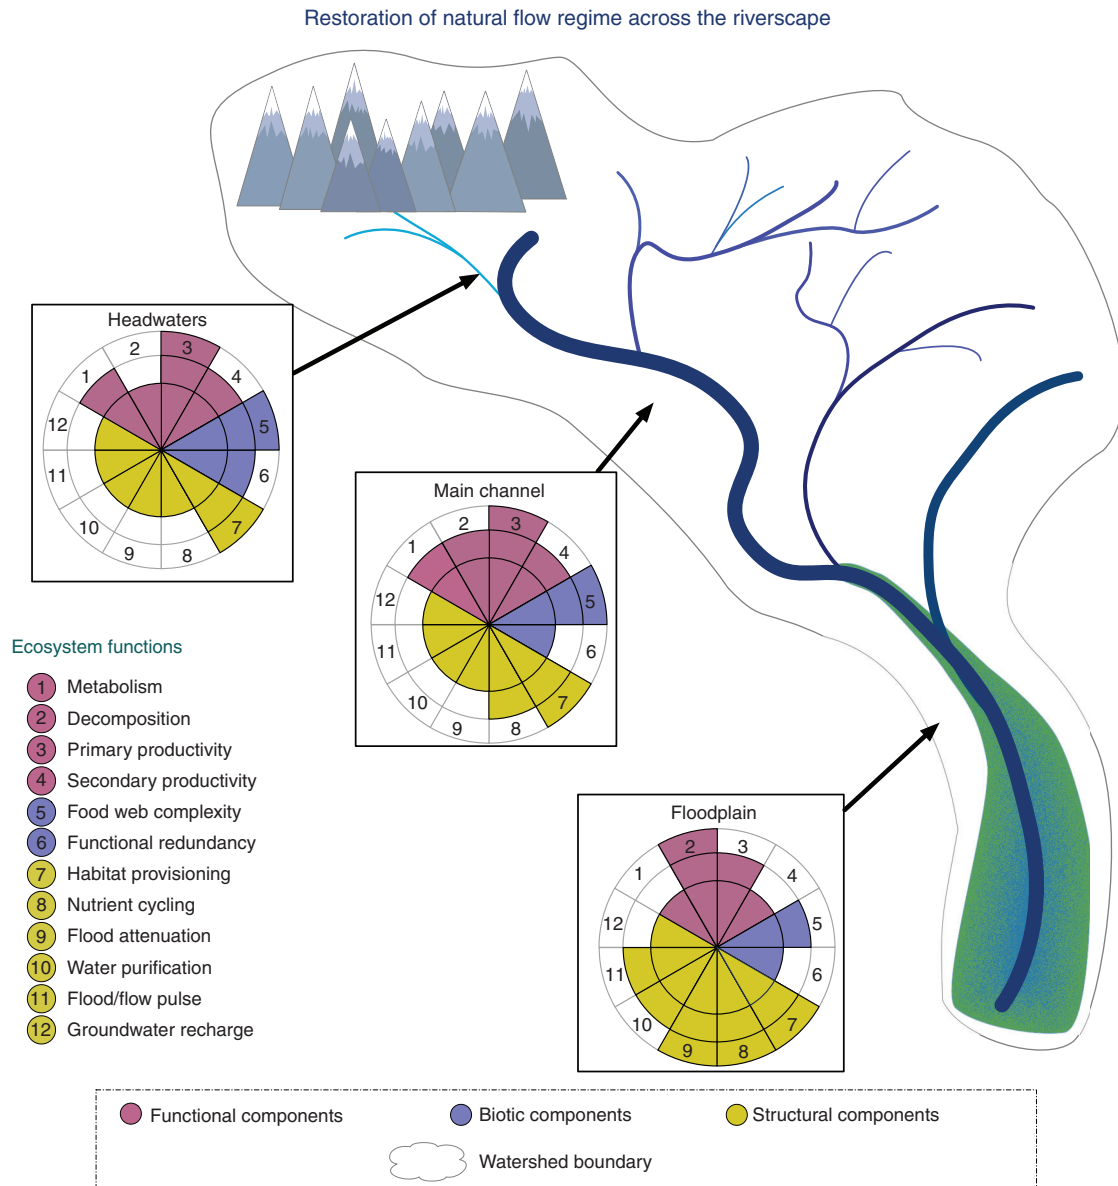 Restoration of natural flow regime across the riverscape
Headwaters
1
2
3
4
5
6
7
8
9
10
11
12
Main channel
1
2
3
4
5
6
7
8
9
10
11
12
Ecosystem functions
1 Metabolism
2 Decomposition
3 Primary productivity
4 Secondary productivity
5 Food web complexity
6 Functional redundancy
7 Habitat provisioning
8 Nutrient cycling
9 Flood attenuation
10 Water purification
11 Flood/flow pulse
12 Groundwater recharge
Floodplain
1
2
3
4
5
6
7
8
9
10
11
12
Functional components
Biotic components
Structural components
Watershed boundary